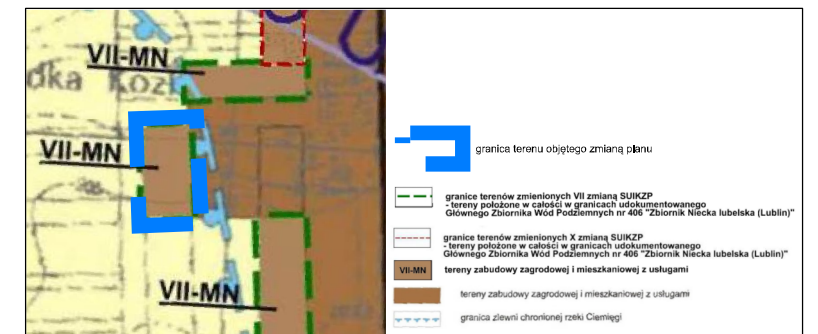 VII-MN
dka Kozł
VII-MN
VII-MN
granica terenu objętego zmianą planu
granice terenów zmienionych VII zmianą SUIKZP
- tereny położone w całości w granicach udokumentowanego
Głównego Zbiornika Wód Podziemnych nr 406 "Zbiornik Niecka lubelska (Lublin)"
granice terenów zmienionych X zmianą SUIKZP
- tereny położone w całości w granicach udokumentowanego
Głównego Zbiornika Wód Podziemnych nr 406 "Zbiornik Niecka lubelska (Lublin)"
VII-MN tereny zabudowy zagrodowej i mieszkaniowej z usługami
tereny zabudowy zagrodowej i mieszkaniowej z usługami
granica zlewni chronionej rzeki Ciemięgi